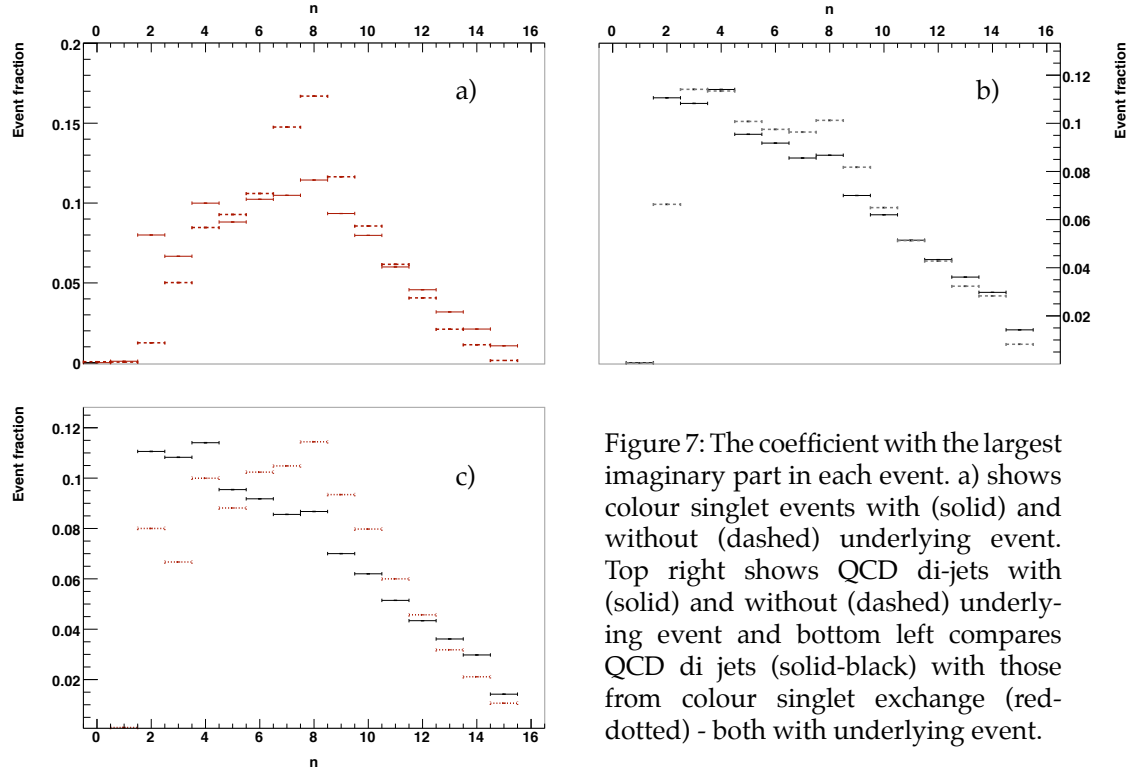 n
0 2 4 6 8 10 12 14 16
Event fraction
0.2
0.15
0.1
0.05
0
a)
n
0 2 4 6 8 10 12 14 16
Event fraction
0.12
0.1
0.08
0.06
0.04
0.02
b)
Event fraction
0.12
0.1
0.08
0.06
0.04
0.02
c)
0 2 4 6 8 10 12 14 16
n
Figure 7: The coefficient with the largest
imaginary part in each event. a) shows
colour singlet events with (solid) and
without (dashed) underlying event.
Top right shows QCD di-jets with
(solid) and without (dashed) underly-
ing event and bottom left compares
QCD di jets (solid-black) with those
from colour singlet exchange (red-
dotted) - both with underlying event.